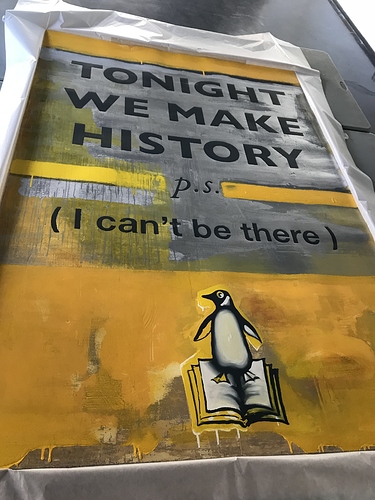 TONIGHT
WE MAKE
HISTORY
p.s.
( I can't be there )